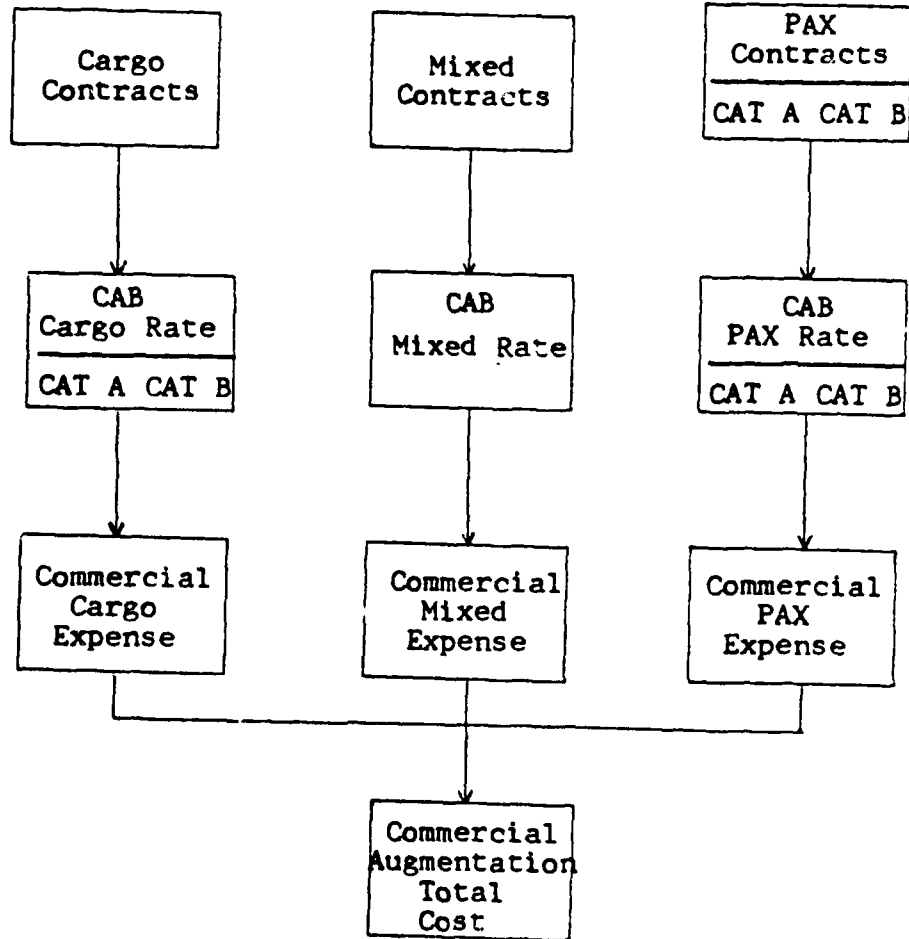 Cargo
Contracts
Mixed
Contracts
PAX
Contracts
CAT A CAT B
CAB
Cargo Rate
CAT A CAT B
CAB
Mixed Rate
CAB
PAX Rate
CAT A CAT B
Commercial
Cargo
Expense
Commercial
Mixed
Expense
Commercial
PAX
Expense
Commercial
Augmentation
Total
Cost